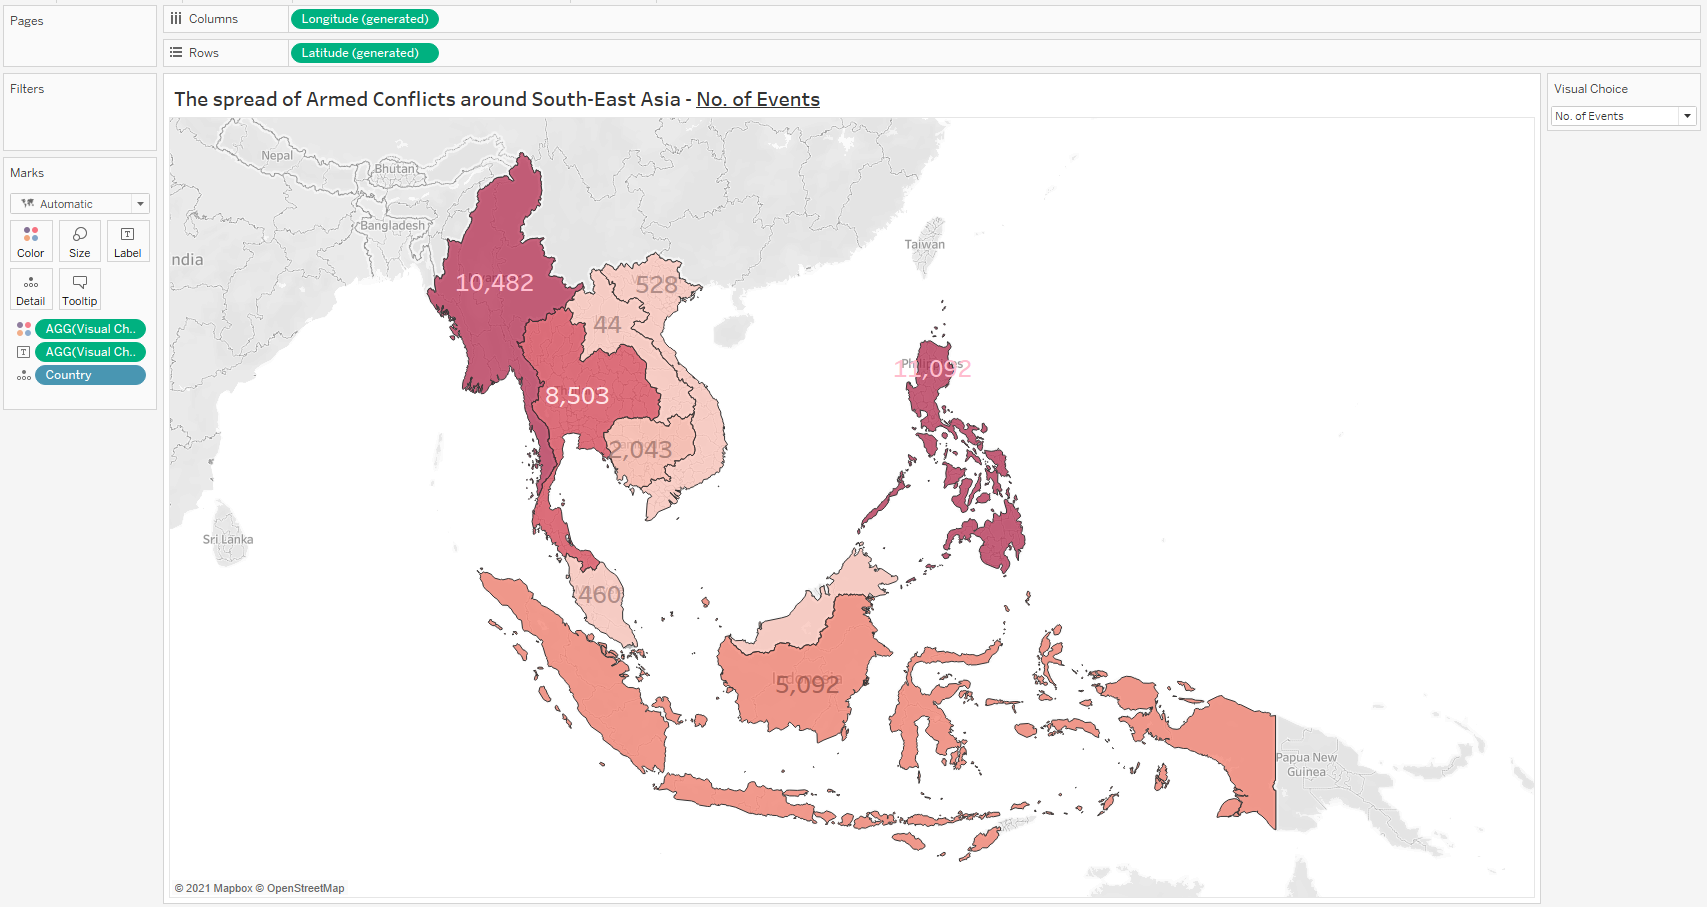 Pages
Columns
Longitude (generated)
Rows
Latitude (generated)
Filters
Marks
Automatic
Color
Size
Label
Detail
Tooltip
AGG(Visual Ch..
T
AGG(Visual Ch..
Country
The spread of Armed Conflicts around South-East Asia - No. of Events
Visual Choice
No. of Events
Nepal
Bhutan
Bangladesh
ndia
Taiwan
10,482
528
44
11,092
8,503
2,043
Sri Lanka
460
Indonesia
5,092
Papua New
Guinea
© 2021 Mapbox © OpenStreetMap